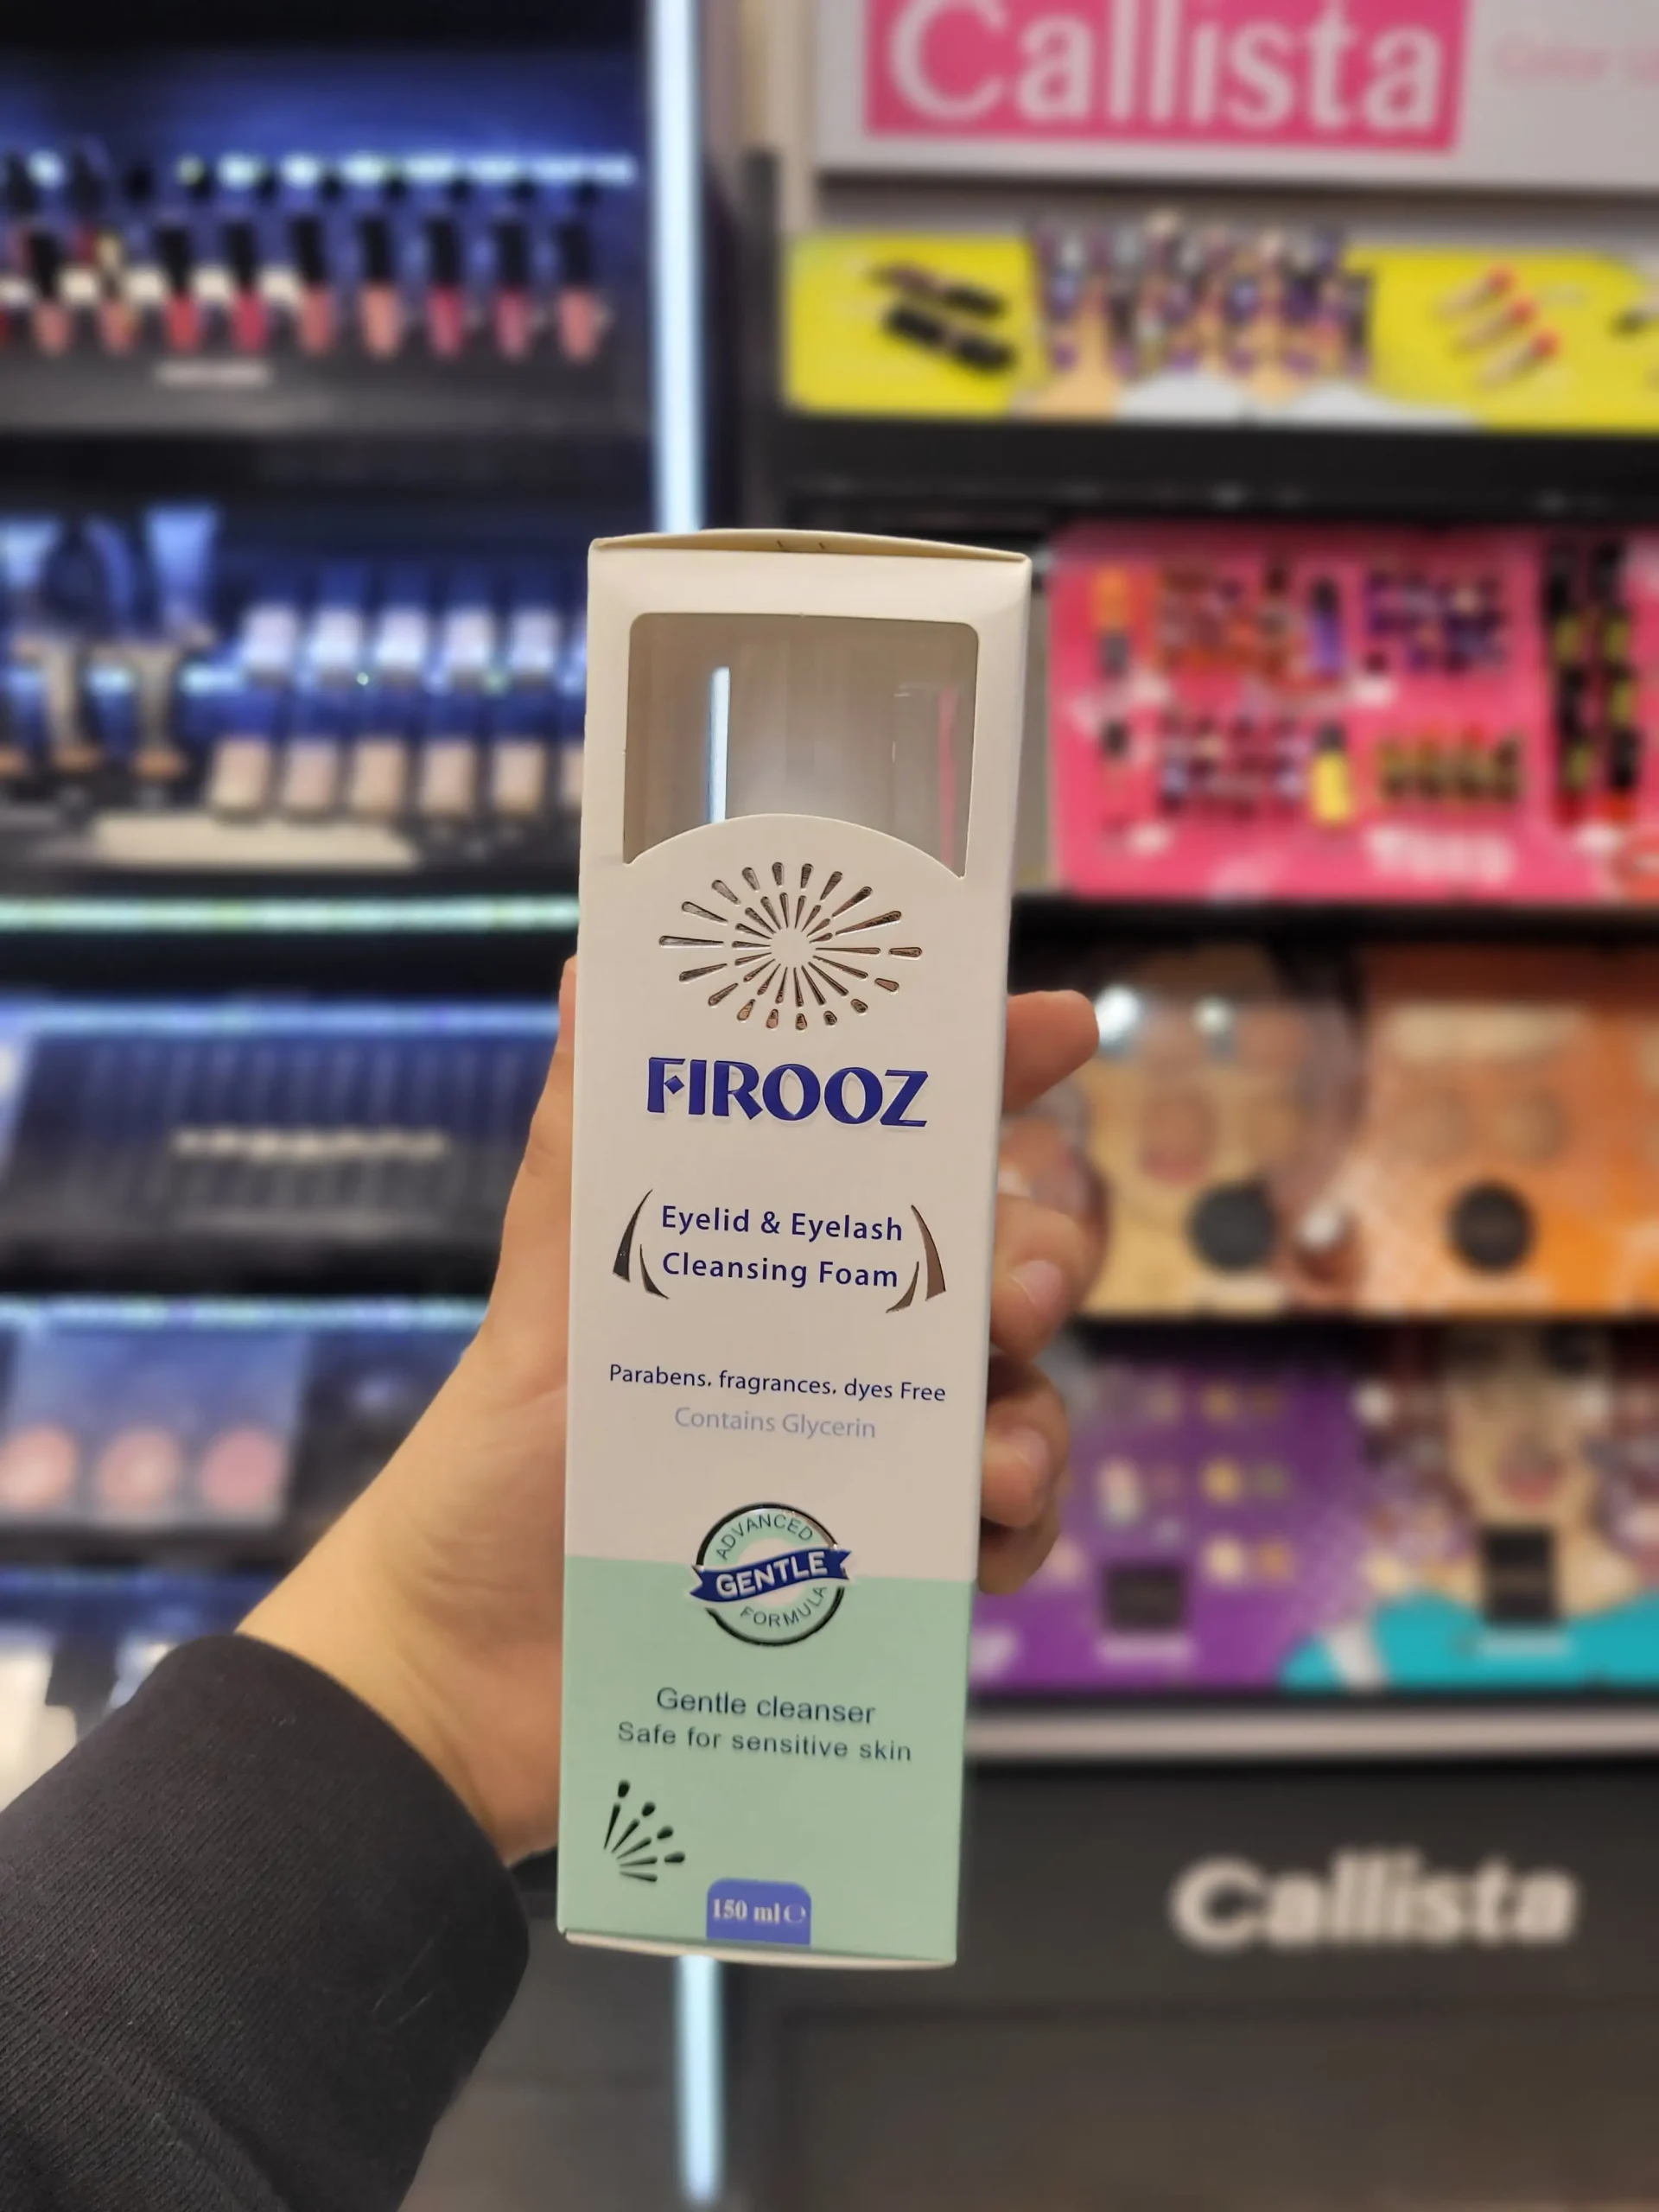 Callista
FIROOZ
Eyelid & Eyelash
Cleansing Foam
Parabens, fragrances, dyes Free
Contains Glycerin
ADVANCED
GENTLE
FORMULA
Gentle cleanser
Safe for sensitive skin
150 ml ℮
Callista